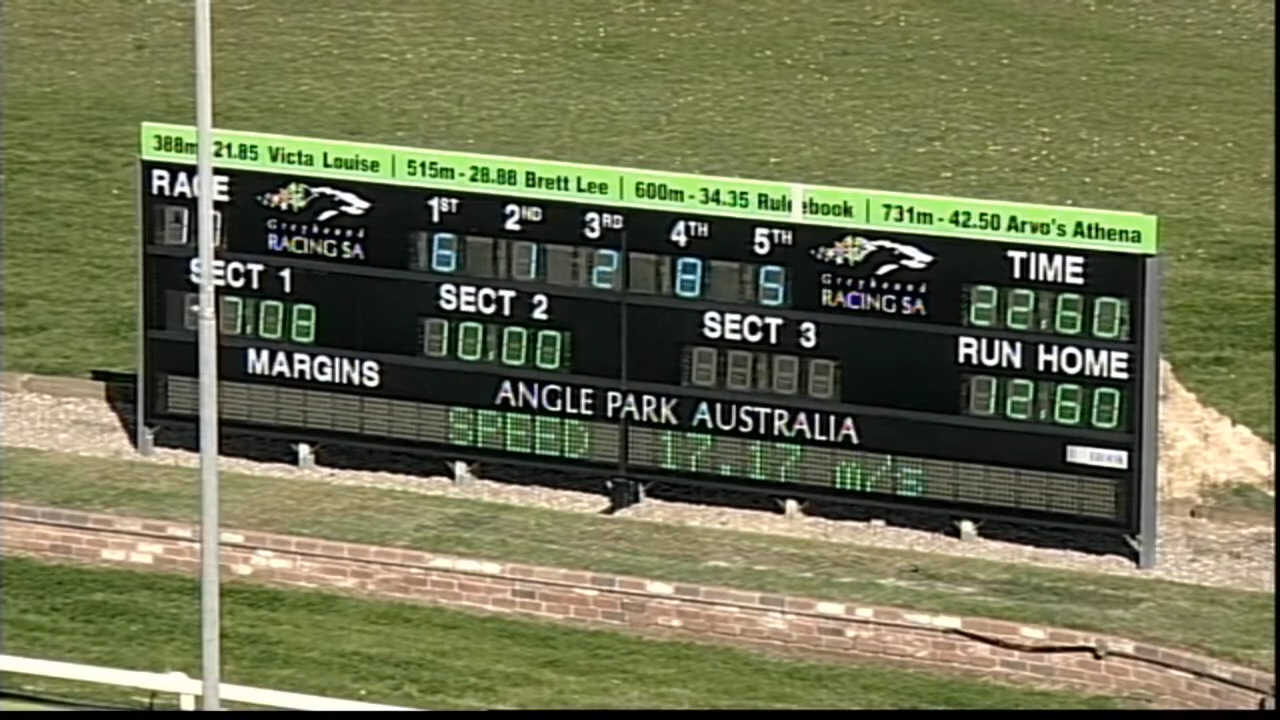 388m 21.85 Victa Louise | 515m - 28.88 Brett Lee | 600m - 34.35 Rulebook | 731m - 42.50 Arvo's Athena
RACE
Greyhound
RACING SA
1ST 2ND 3RD 4TH 5TH
6 1 2 8 5
Greyhound
RACING SA
TIME
22.60
SECT 1
7.08
SECT 2
10.00
SECT 3
RUN HOME
12.60
MARGINS
ANGLE PARK AUSTRALIA
SPEED 17.17 m/s